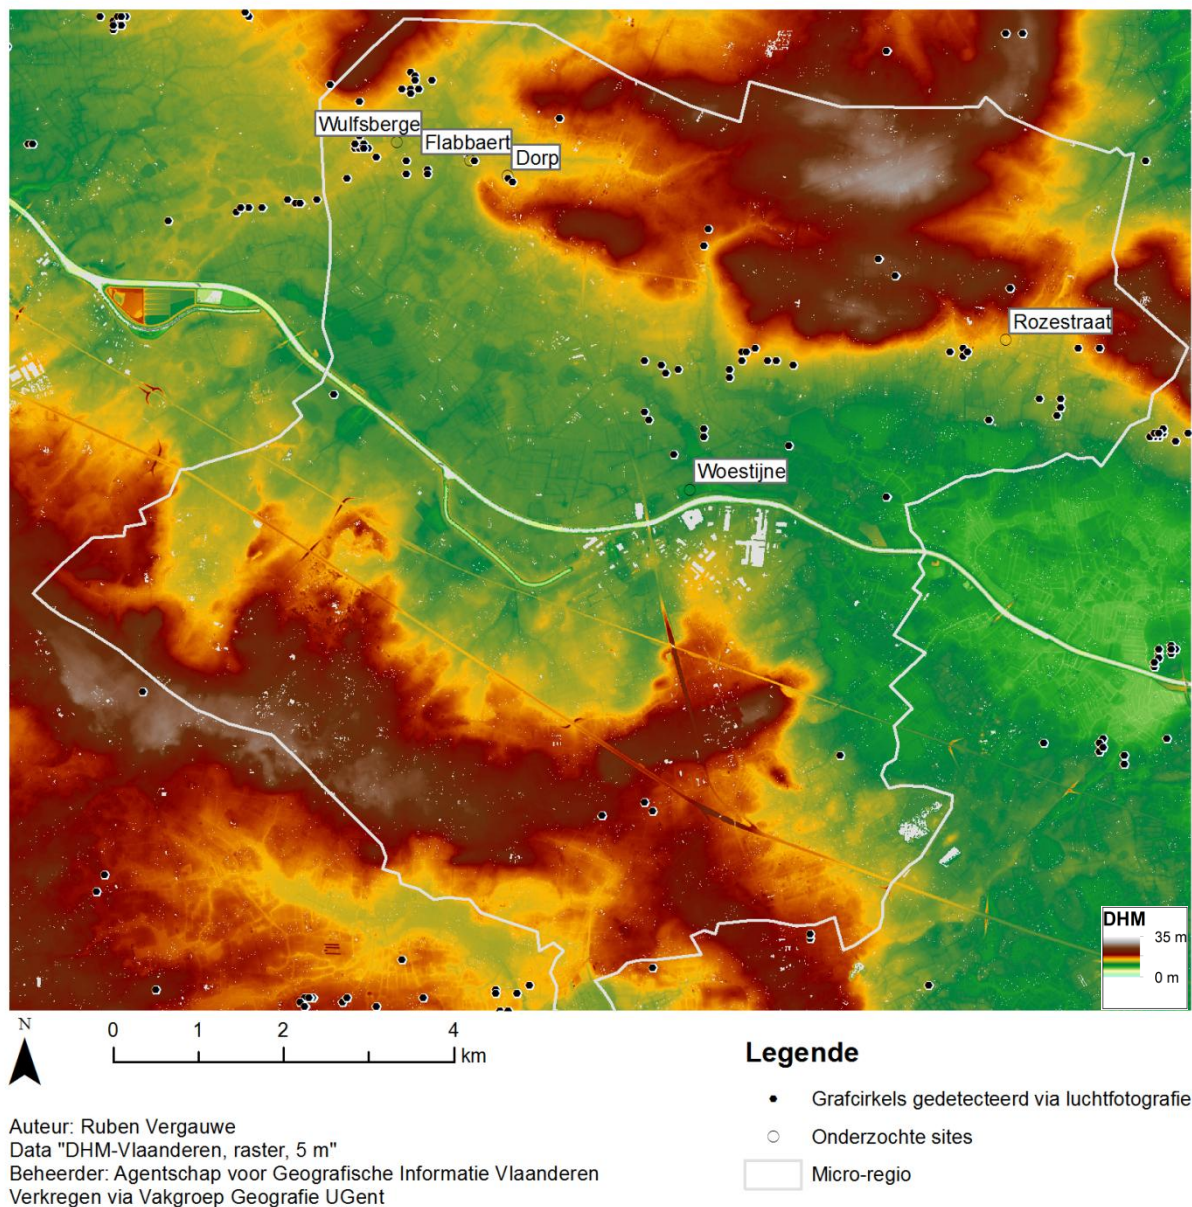 Wulfsberge
Flabbaert
Dorp
Rozestraat
Woestijne
DHM
35 m
0 m
N
0 1 2 4
km
Legende
Grafcirkels gedetecteerd via luchtfotografie
Onderzochte sites
Micro-regio
Auteur: Ruben Vergauwe
Data "DHM-Vlaanderen, raster, 5 m"
Beheerder: Agentschap voor Geografische Informatie Vlaanderen
Verkregen via Vakgroep Geografie UGent